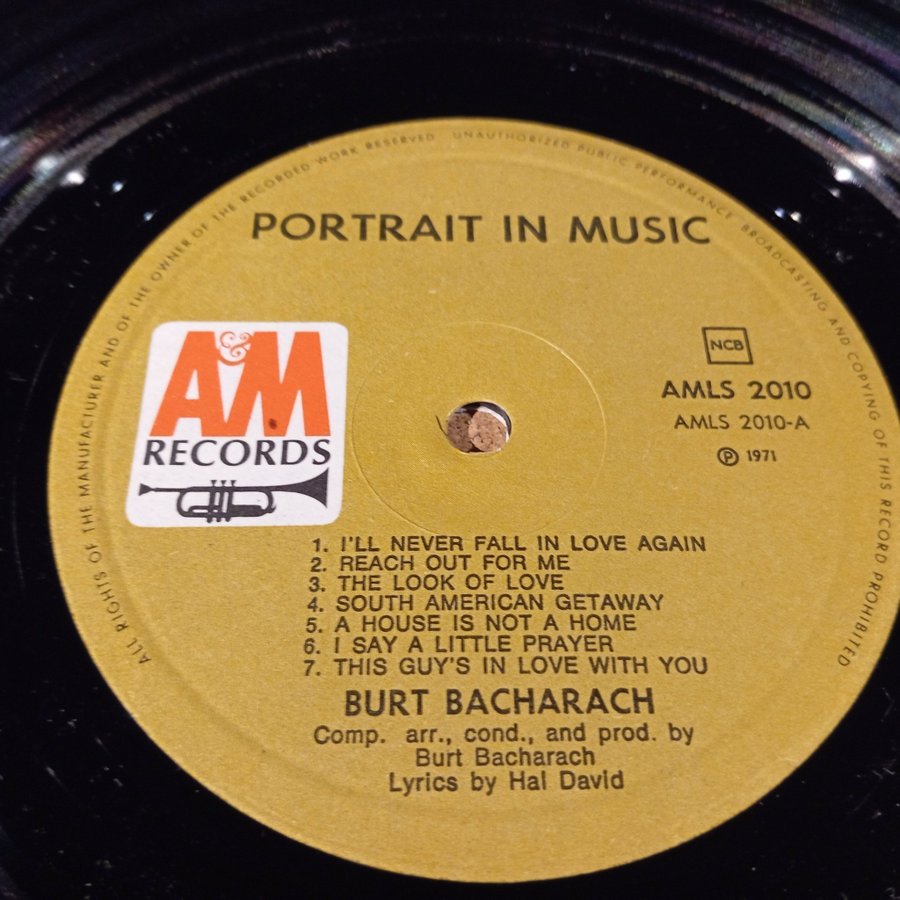 ALL RIGHTS OF THE MANUFACTURER AND OF THE OWNER OF THE RECORDED WORK RESERVED UNAUTHORIZED PUBLIC PERFORMANCE BROADCASTING AND COPYING OF THIS RECORD PROHIBITED
PORTRAIT IN MUSIC
A&M
RECORDS
NCB
AMLS 2010
AMLS 2010-A
Ⓟ 1971
1. I'LL NEVER FALL IN LOVE AGAIN
2. REACH OUT FOR ME
3. THE LOOK OF LOVE
4. SOUTH AMERICAN GETAWAY
5. A HOUSE IS NOT A HOME
6. I SAY A LITTLE PRAYER
7. THIS GUY'S IN LOVE WITH YOU
BURT BACHARACH
Comp. arr., cond., and prod. by
Burt Bacharach
Lyrics by Hal David